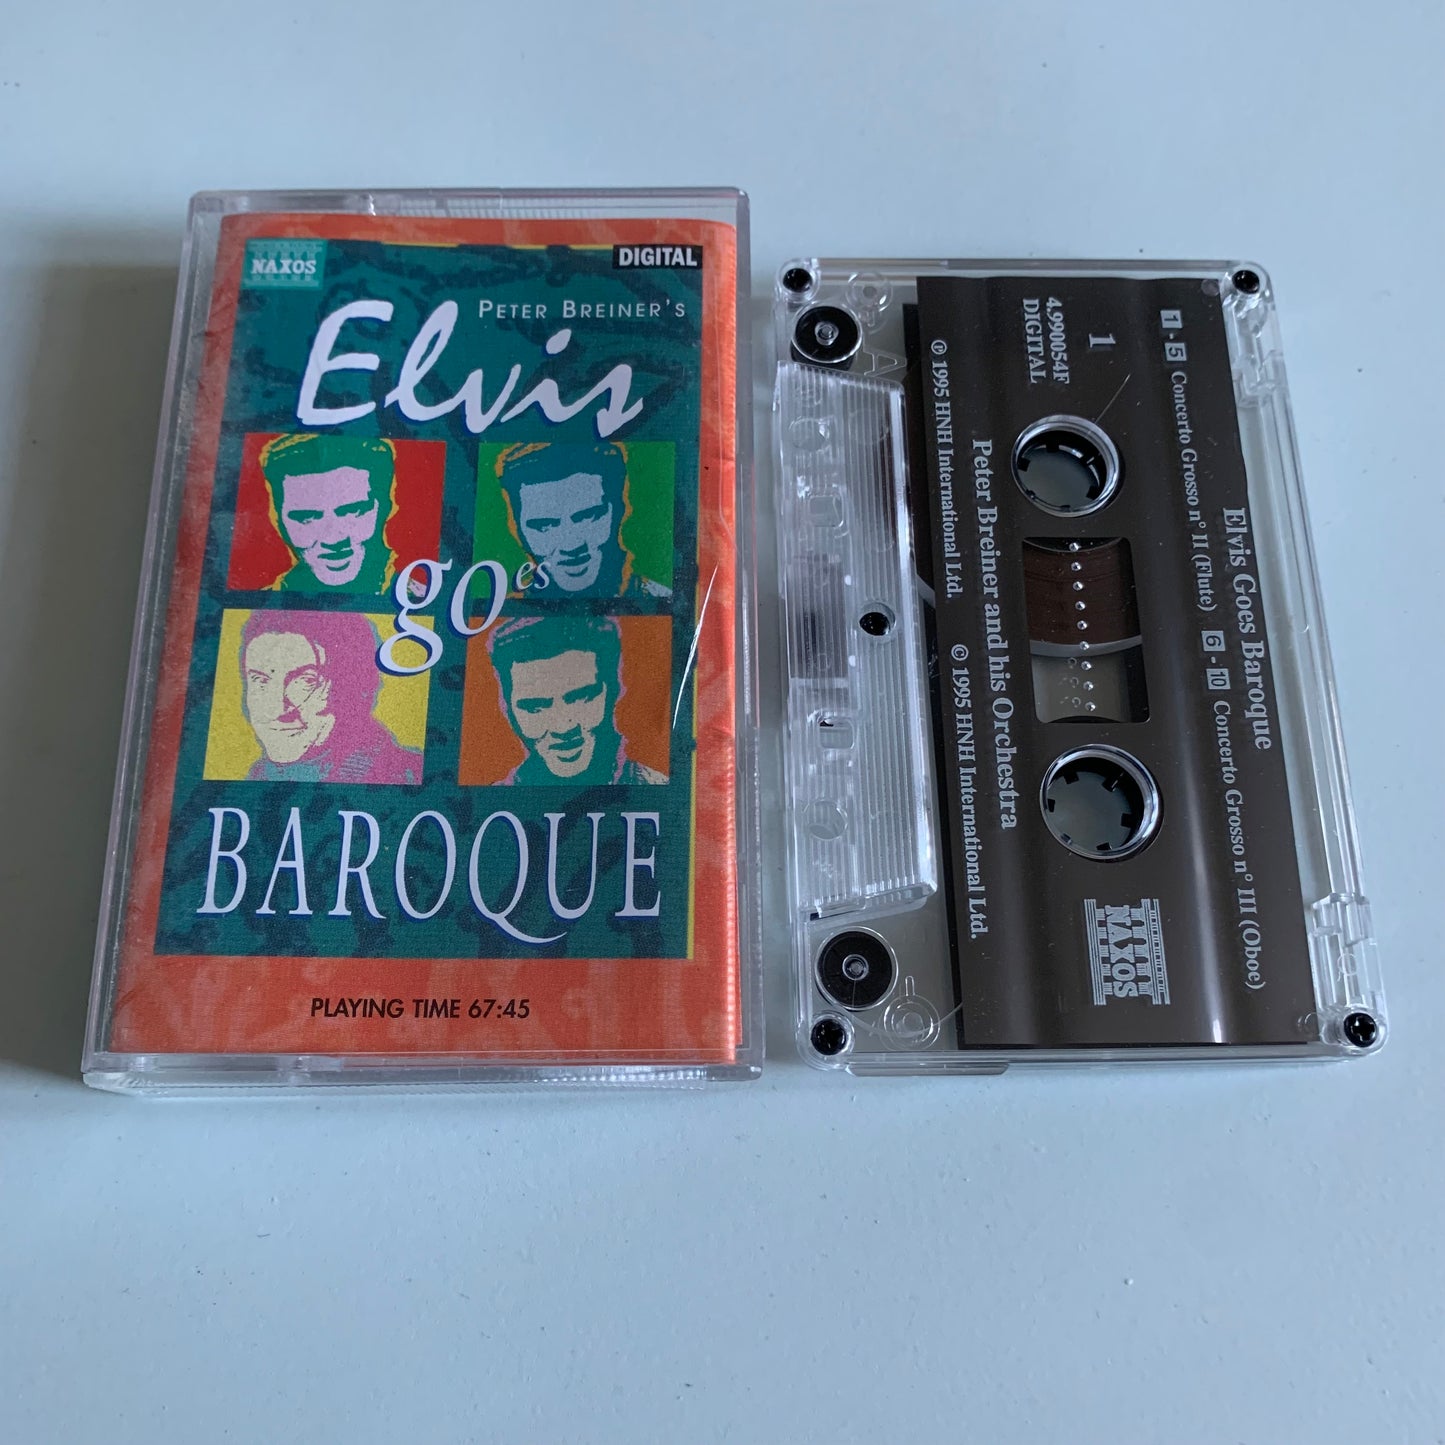 NAXOS
DIGITAL
PETER BREINER'S
Elvis
goes
BAROQUE
PLAYING TIME 67:45
Elvis Goes Baroque
1 - 5 Concerto Grosso n° II (Flute) 6 - 10 Concerto Grosso n° III (Oboe)
1
4.990054F
DIGITAL
NAXOS
Peter Breiner and his Orchestra
℗ 1995 HNH International Ltd. © 1995 HNH International Ltd.